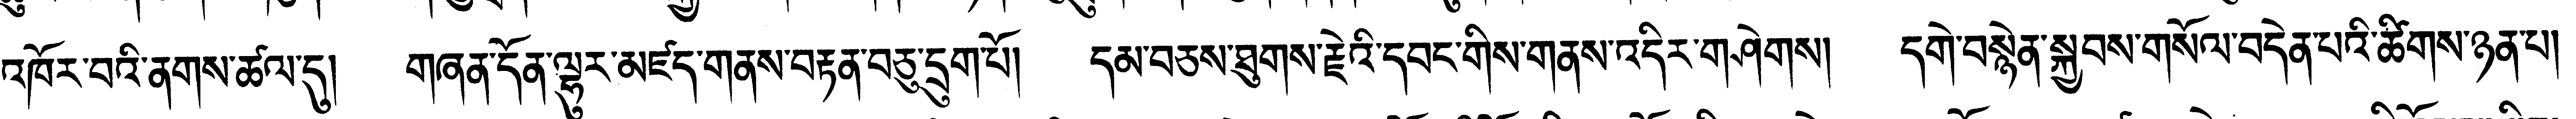 འཁོར་བའི་ནགས་ཚལ་དུ། གཞན་དོན་ལྷུར་མཛད་གནས་བརྟན་བཅུ་དྲུག་པོ། དམ་བཅས་ཐུགས་རྗེའི་དབང་གིས་གནས་འདིར་གཤེགས། དགེ་བསྙེན་སྐྱབས་གསོལ་བདེན་པའི་ཚིགས་ཉན་པ།